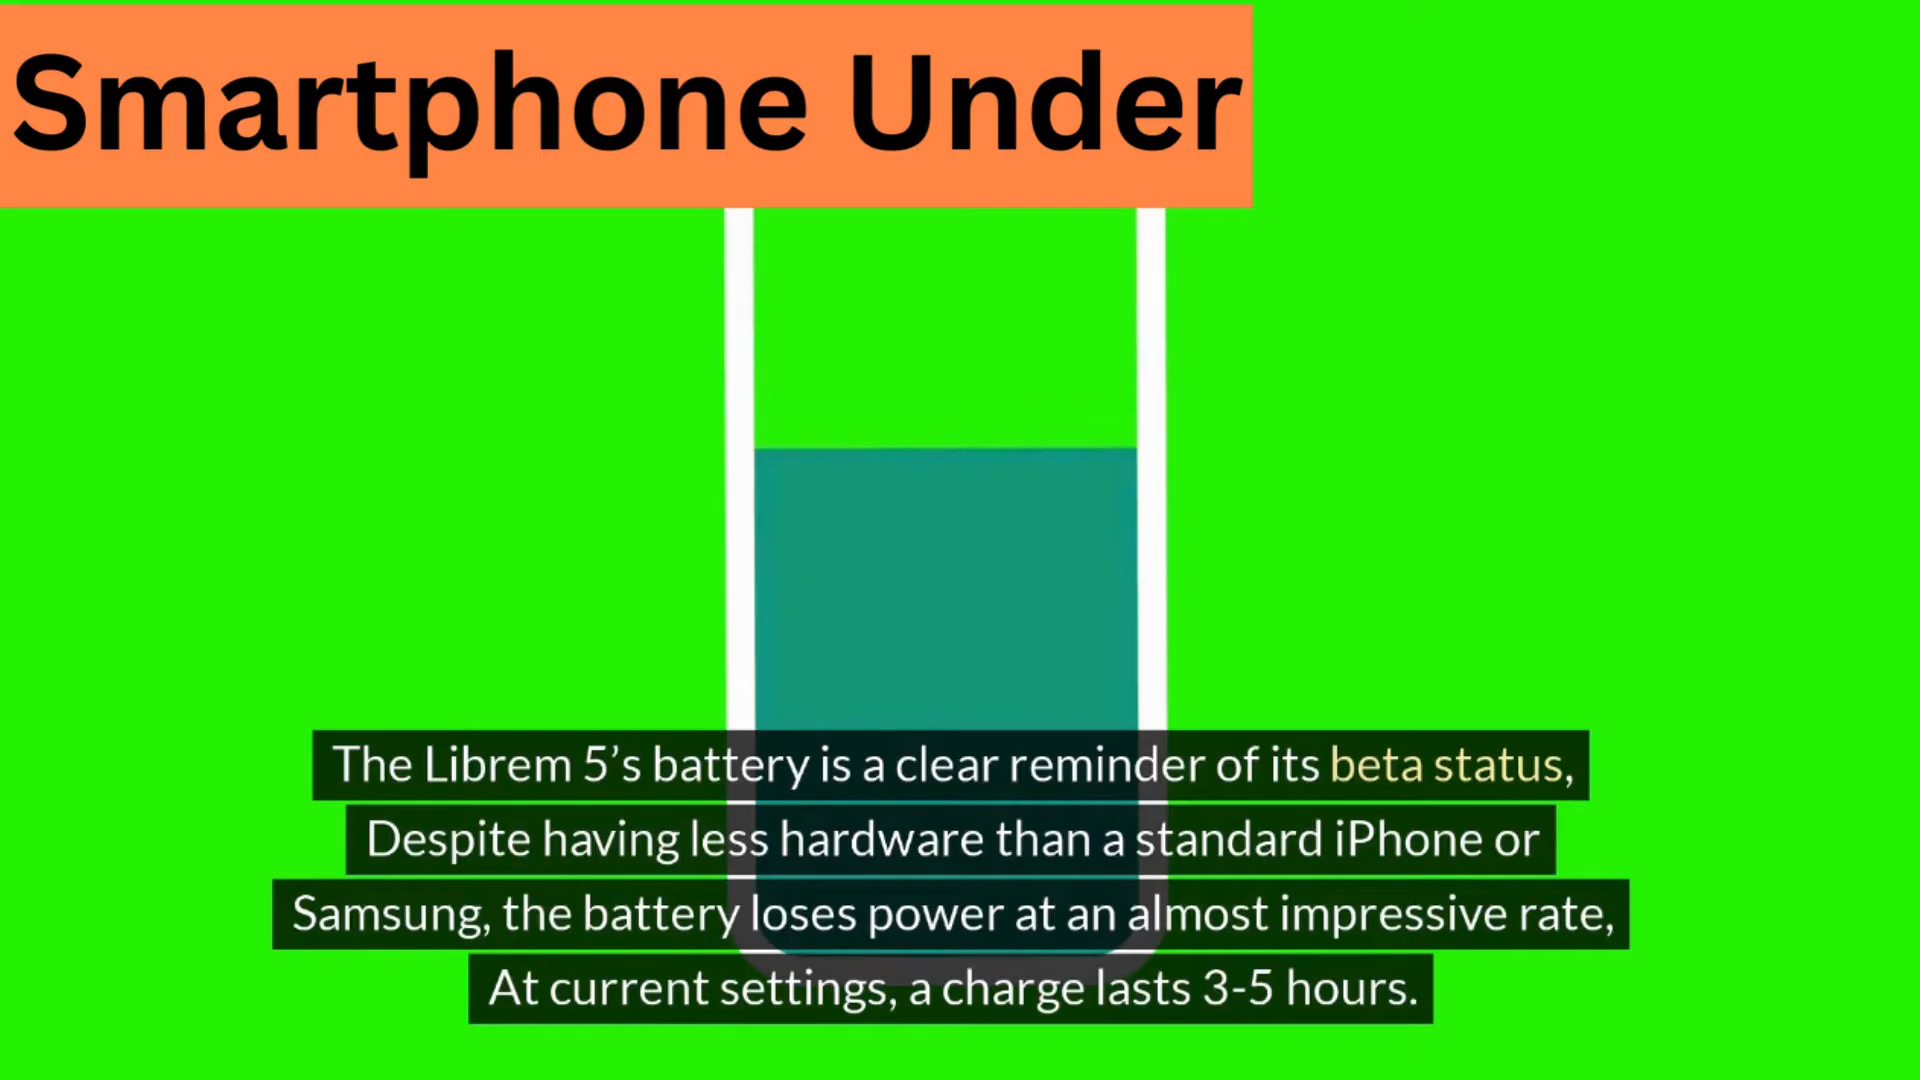 Smartphone Under
The Librem 5’s battery is a clear reminder of its beta status,
Despite having less hardware than a standard iPhone or
Samsung, the battery loses power at an almost impressive rate,
At current settings, a charge lasts 3-5 hours.